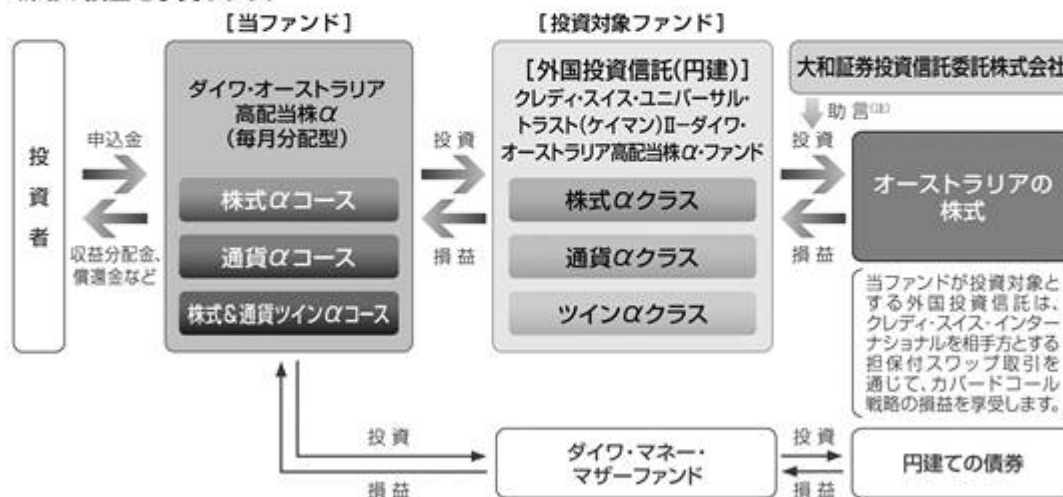 [当ファンド]
[投資対象ファンド]
投資者
申込金
収益分配金、
償還金など
ダイワ・オーストラリア
高配当株α
(毎月分配型)
株式αコース
通貨αコース
株式&通貨ツインαコース
投資
損益
[外国投資信託(円建)]
クレディ・スイス・ユニバーサル・
トラスト(ケイマン)Ⅱーダイワ・
オーストラリア高配当株α・ファンド
株式αクラス
通貨αクラス
ツインαクラス
大和証券投資信託委託株式会社
助言(注)
投資
損益
オーストラリアの
株式
当ファンドが投資対象と
する外国投資信託は、
クレディ・スイス・インター
ナショナルを相手方とする
担保付スワップ取引を
通じて、カバードコール
戦略の損益を享受します。
投資
損益
ダイワ・マネー・
マザーファンド
投資
損益
円建ての債券